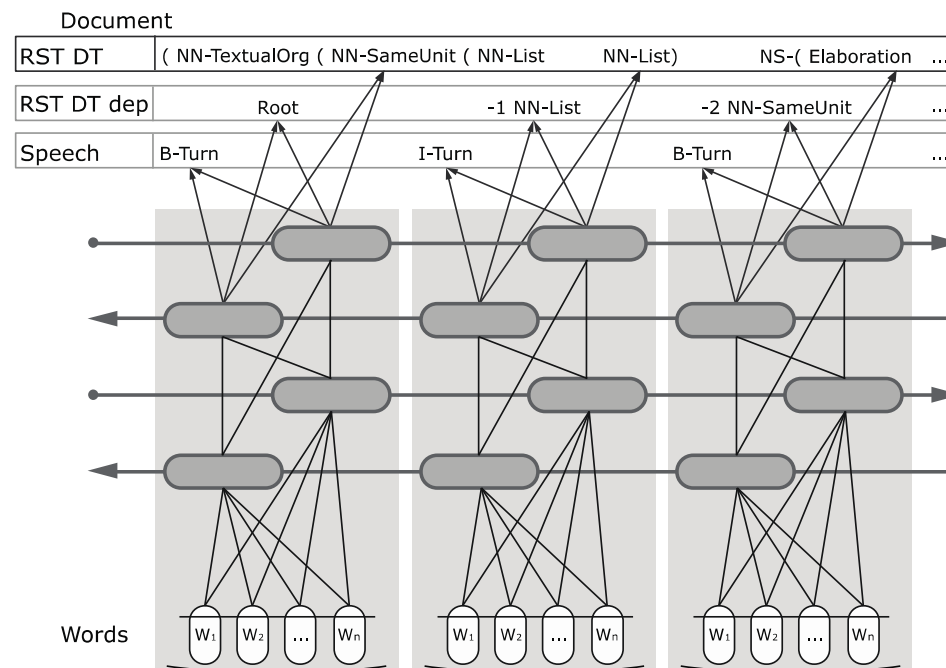 Document
RST DT ( NN-TextualOrg ( NN-SameUnit ( NN-List NN-List) NS-( Elaboration ...
RST DT dep Root -1 NN-List -2 NN-SameUnit ...
Speech B-Turn I-Turn B-Turn ...
Words W1 W2 ... Wn W1 W2 ... Wn W1 W2 ... Wn